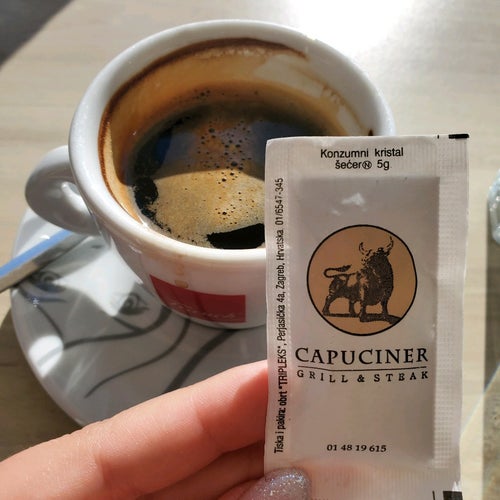 Konzumni kristal
šećer Ⓝ 5g
CAPUCINER
GRILL & STEAK
01 48 19 615
Tiska i pakira: obrt "TRIPLEKS", Perjasička 4a, Zagreb, Hrvatska 01/6547-345